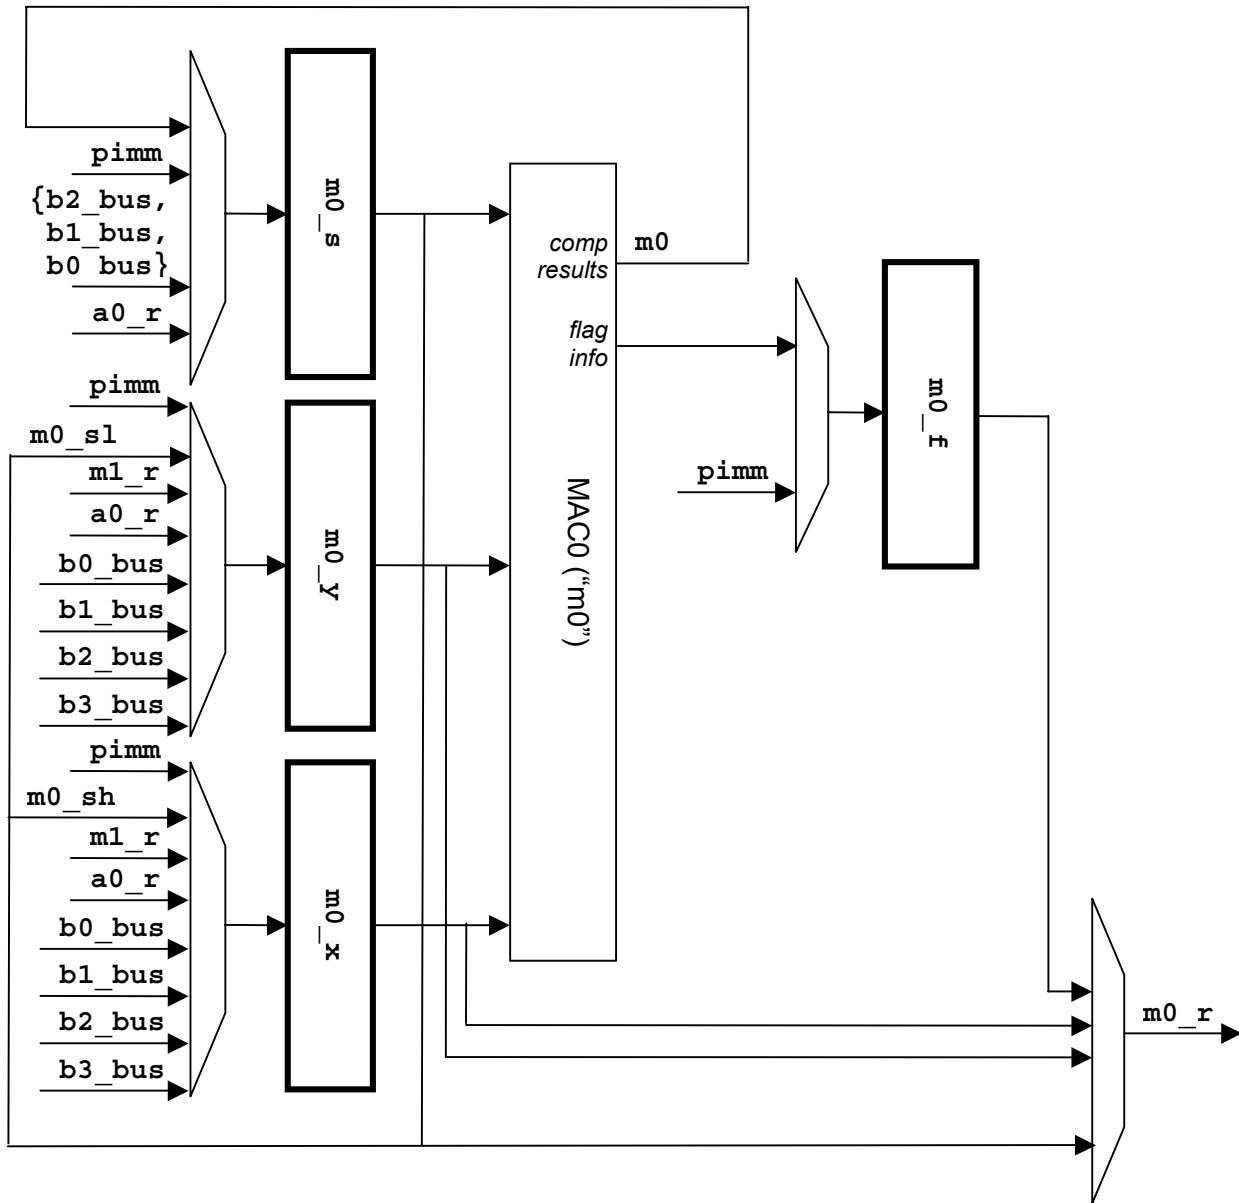 pimm
{b2_bus,
b1_bus,
b0_bus}
a0_r
m0_s
comp
results
m0
flag
info
MAC0 (“m0”)
pimm
m0_f
pimm
m0_sl
m1_r
a0_r
b0_bus
b1_bus
b2_bus
b3_bus
m0_y
pimm
m0_sh
m1_r
a0_r
b0_bus
b1_bus
b2_bus
b3_bus
m0_x
m0_r